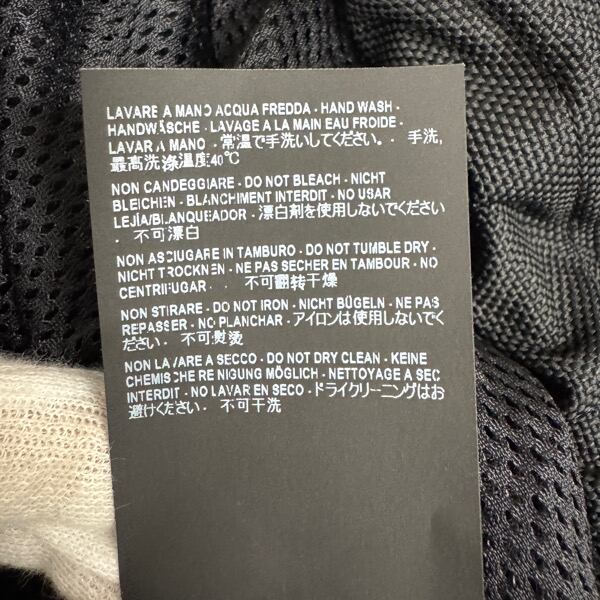 LAVARE A MANO ACQUA FREDDA - HAND WASH -
HANDWÄSCHE - LAVAGE A LA MAIN EAU FROIDE -
LAVAR A MANO - 常温で手洗いしてください. 手洗,
最高洗涤温度40℃
NON CANDEGGIARE - DO NOT BLEACH - NICHT
BLEICHEN - BLANCHIMENT INTERDIT - NO USAR
LEJÍA/BLANQUEADOR - 漂白剤を使用しないでください
. 不可漂白
NON ASCIUGARE IN TAMBURO - DO NOT TUMBLE DRY -
NICHT TROCKNEN - NE PAS SECHER EN TAMBOUR - NO
CENTRIFUGAR . 不可翻转干燥
NON STIRARE - DO NOT IRON - NICHT BÜGELN - NE PAS
REPASSER - NO PLANCHAR - アイロンは使用しないでく
ださい. 不可熨烫
NON LAVARE A SECCO - DO NOT DRY CLEAN - KEINE
CHEMISCHE REINIGUNG MÖGLICH - NETTOYAGE A SEC
INTERDIT - NO LAVAR EN SECO - ドライクリーニングはお
避けください. 不可干洗